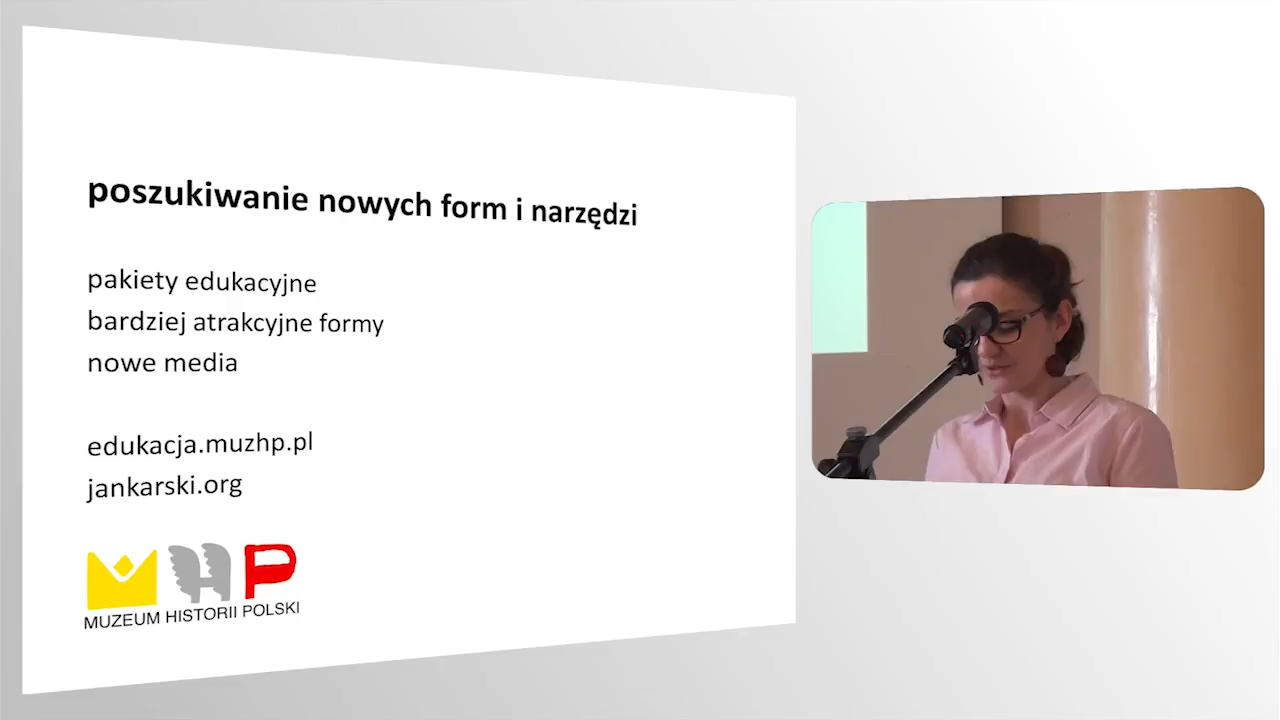 poszukiwanie nowych form i narzędzi
pakiety edukacyjne
bardziej atrakcyjne formy
nowe media
edukacja.muzhp.pl
jankarski.org
MHP
MUZEUM HISTORII POLSKI